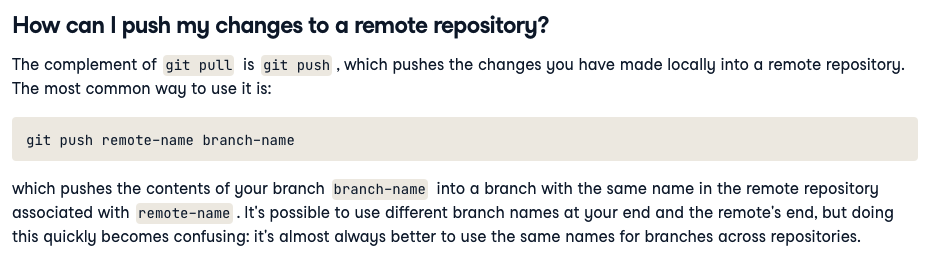 How can I push my changes to a remote repository?
The complement of git pull is git push , which pushes the changes you have made locally into a remote repository.
The most common way to use it is:
git push remote-name branch-name
which pushes the contents of your branch branch-name into a branch with the same name in the remote repository
associated with remote-name . It's possible to use different branch names at your end and the remote's end, but doing
this quickly becomes confusing: it's almost always better to use the same names for branches across repositories.